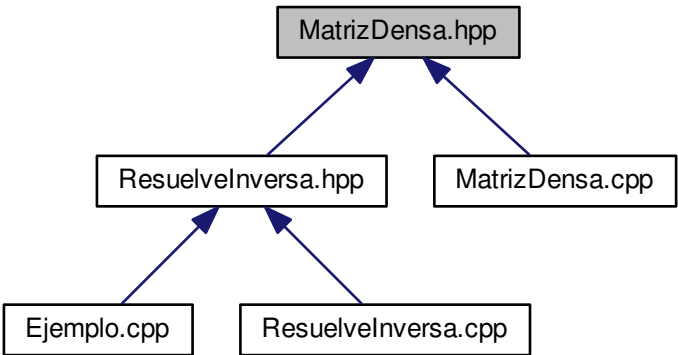 MatrizDensa.hpp
ResuelveInversa.hpp
MatrizDensa.cpp
Ejemplo.cpp
ResuelveInversa.cpp